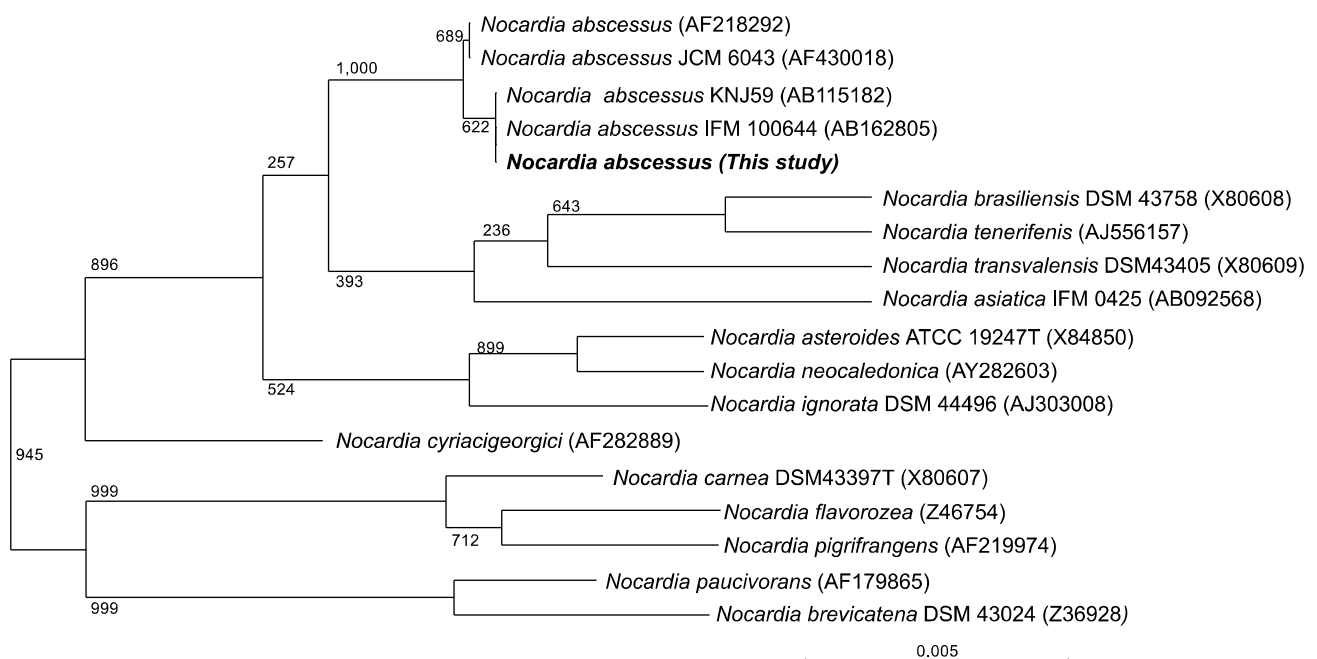 Nocardia abscessus (AF218292)
689
Nocardia abscessus JCM 6043 (AF430018)
1,000
Nocardia abscessus KNJ59 (AB115182)
622
Nocardia abscessus IFM 100644 (AB162805)
Nocardia abscessus (This study)
257
Nocardia brasiliensis DSM 43758 (X80608)
643
Nocardia tenerifenis (AJ556157)
236
Nocardia transvalensis DSM43405 (X80609)
896
393
Nocardia asiatica IFM 0425 (AB092568)
Nocardia asteroides ATCC 19247T (X84850)
899
Nocardia neocaledonica (AY282603)
524
Nocardia ignorata DSM 44496 (AJ303008)
Nocardia cyriacigeorgici (AF282889)
945
Nocardia carnea DSM43397T (X80607)
999
Nocardia flavorozea (Z46754)
712
Nocardia pigrifrangens (AF219974)
Nocardia paucivorans (AF179865)
999
Nocardia brevicatena DSM 43024 (Z36928)
0.005